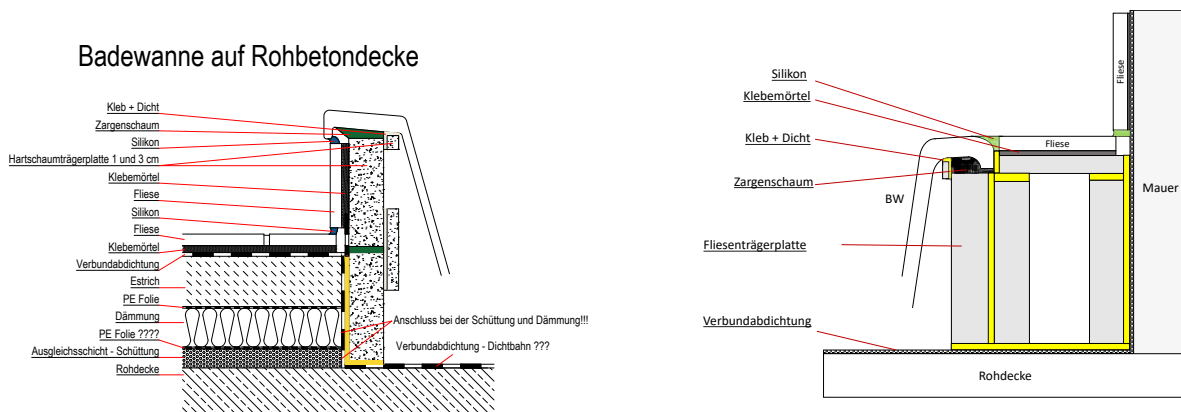 Badewanne auf Rohbetondecke
Kleb + Dicht
Zargenschaum
Silikon
Hartschaumträgerplatte 1 und 3 cm
Klebemörtel
Fliese
Silikon
Fliese
Klebemörtel
Verbundabdichtung
Estrich
PE Folie
Dämmung
PE Folie ????
Ausgleichsschicht - Schüttung
Rohdecke
Anschluss bei der Schüttung und Dämmung!!!
Verbundabdichtung - Dichtbahn ???
Silikon
Klebemörtel
Kleb + Dicht
Zargenschaum
BW
Fliesenträgerplatte
Verbundabdichtung
Fliese
Fliese
Mauer
Rohdecke